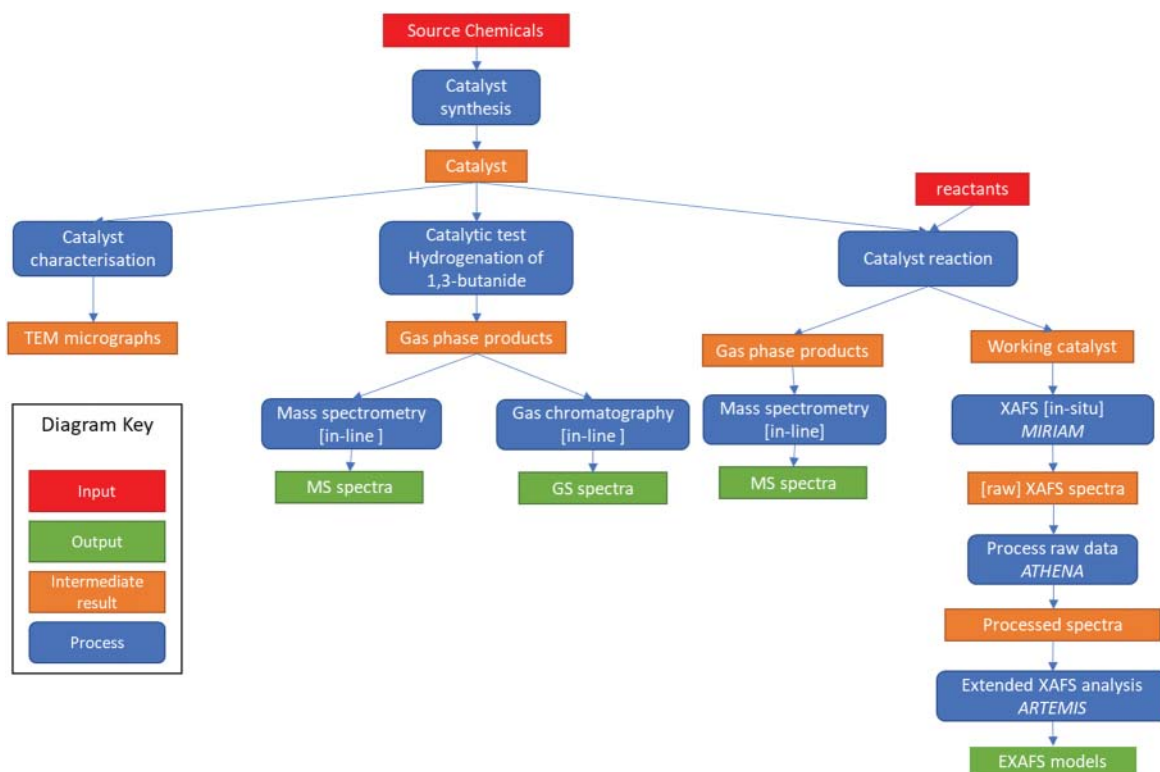 Source Chemicals
Catalyst
synthesis
Catalyst
reactants
Catalyst
characterisation
Catalytic test
Hydrogenation of
1,3-butanide
Catalyst reaction
TEM micrographs
Gas phase products
Gas phase products
Working catalyst
Mass spectrometry
[in-line ]
Gas chromatography
[in-line ]
Mass spectrometry
[in-line]
XAFS [in-situ]
MIRIAM
MS spectra
GS spectra
MS spectra
[raw] XAFS spectra
Process raw data
ATHENA
Processed spectra
Extended XAFS analysis
ARTEMIS
EXAFS models
Diagram Key
Input
Output
Intermediate
result
Process